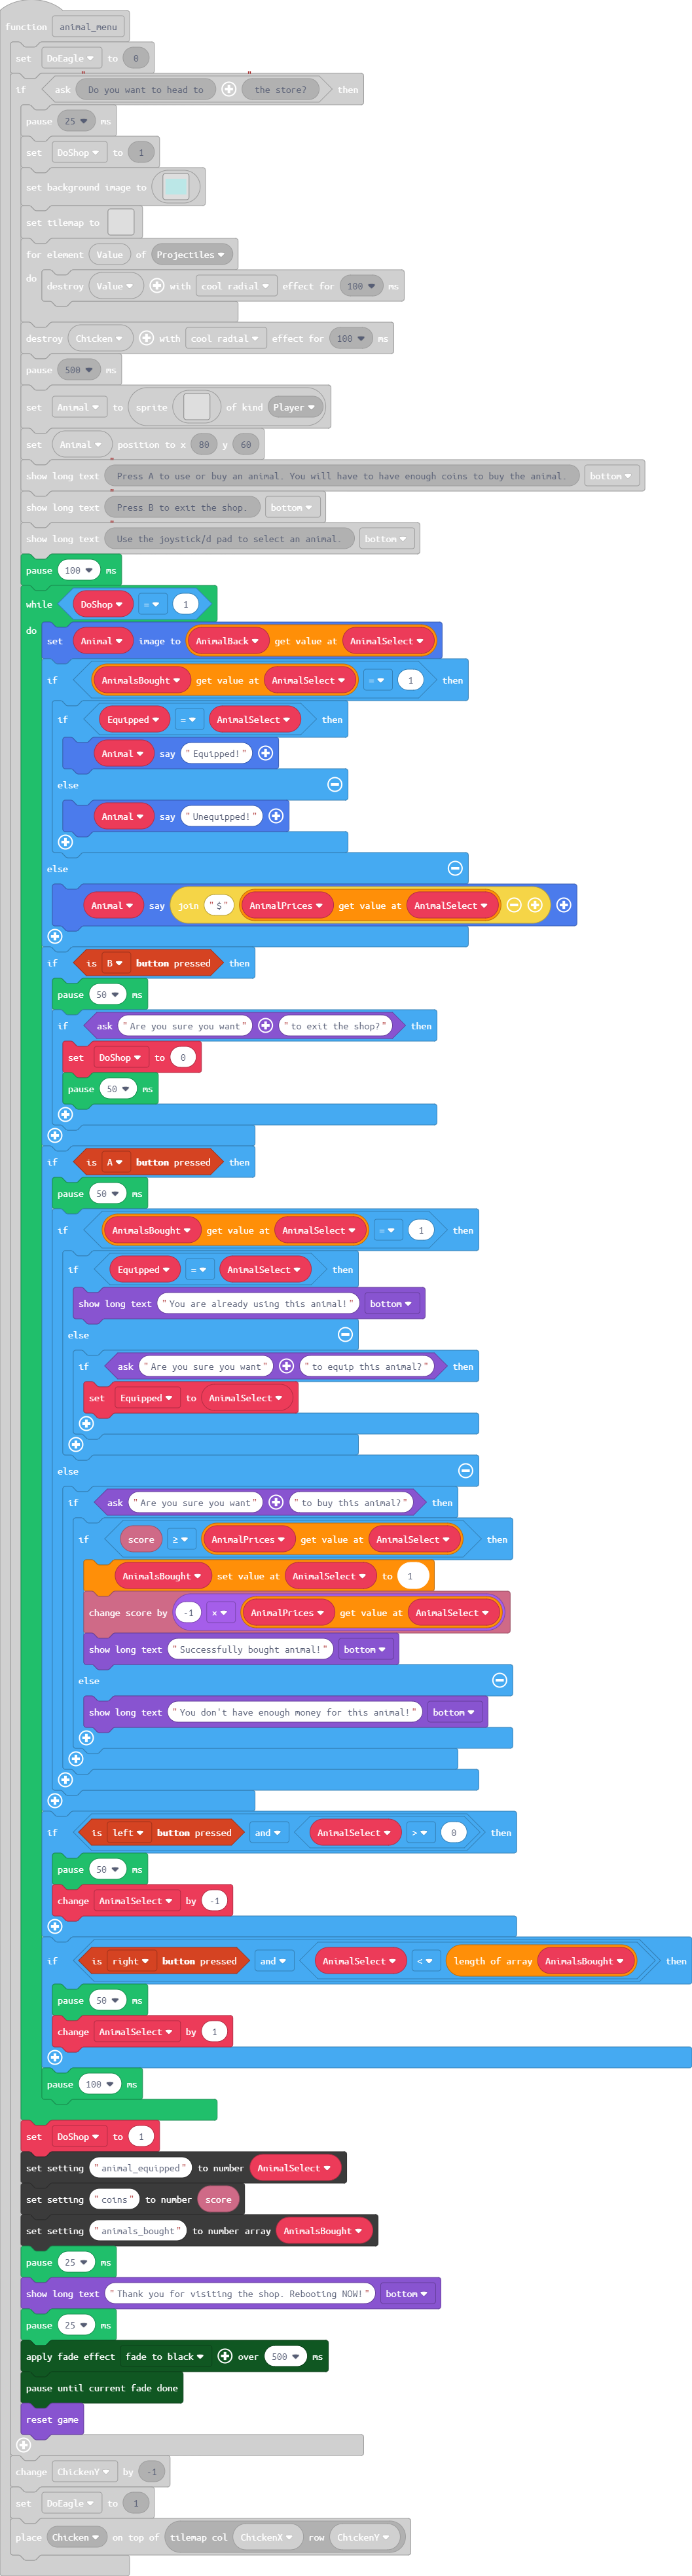 function animal_menu
set DoEagle to 0
if ask " Do you want to head to " the store? then
pause 25 ms
set DoShop to 1
set background image to
set tilemap to
for element Value of Projectiles
do destroy Value with cool radial effect for 100 ms
destroy Chicken with cool radial effect for 100 ms
pause 500 ms
set Animal to sprite of kind Player
set Animal position to x 80 y 60
show long text " Press A to use or buy an animal. You will have to have enough coins to buy the animal. bottom
show long text " Press B to exit the shop. bottom
show long text " Use the joystick/d pad to select an animal. bottom
pause 100 ms
while DoShop = 1
do set Animal image to AnimalBack get value at AnimalSelect
if AnimalsBought get value at AnimalSelect = 1 then
if Equipped = AnimalSelect then
Animal say "Equipped!"
else
Animal say "Unequipped!"
else
Animal say join "$" AnimalPrices get value at AnimalSelect
if is B button pressed then
pause 50 ms
if ask "Are you sure you want" "to exit the shop?" then
set DoShop to 0
pause 50 ms
if is A button pressed then
pause 50 ms
if AnimalsBought get value at AnimalSelect = 1 then
if Equipped = AnimalSelect then
show long text "You are already using this animal!" bottom
else
if ask "Are you sure you want" "to equip this animal?" then
set Equipped to AnimalSelect
else
if ask "Are you sure you want" "to buy this animal?" then
if score ≥ AnimalPrices get value at AnimalSelect then
AnimalsBought set value at AnimalSelect to 1
change score by -1 × AnimalPrices get value at AnimalSelect
show long text "Successfully bought animal!" bottom
else
show long text "You don't have enough money for this animal!" bottom
if is left button pressed and AnimalSelect > 0 then
pause 50 ms
change AnimalSelect by -1
if is right button pressed and AnimalSelect < length of array AnimalsBought then
pause 50 ms
change AnimalSelect by 1
pause 100 ms
set DoShop to 1
set setting "animal_equipped" to number AnimalSelect
set setting "coins" to number score
set setting "animals_bought" to number array AnimalsBought
pause 25 ms
show long text "Thank you for visiting the shop. Rebooting NOW!" bottom
pause 25 ms
apply fade effect fade to black over 500 ms
pause until current fade done
reset game
change ChickenY by -1
set DoEagle to 1
place Chicken on top of tilemap col ChickenX row ChickenY